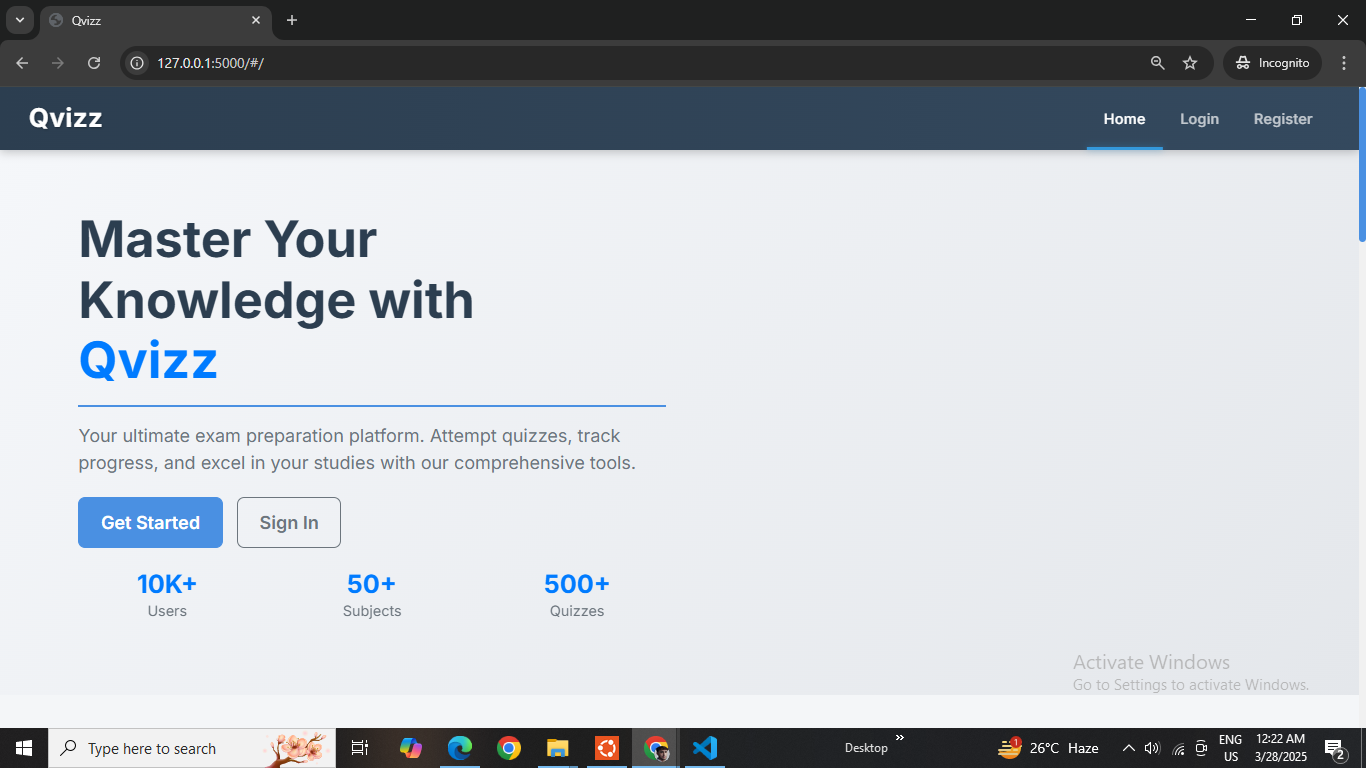 Qvizz
127.0.0.1:5000/#/
Incognito
Qvizz
Home
Login
Register
Master Your
Knowledge with
Qvizz
Your ultimate exam preparation platform. Attempt quizzes, track
progress, and excel in your studies with our comprehensive tools.
Get Started
Sign In
10K+
50+
500+
Users
Subjects
Quizzes
Activate Windows
Go to Settings to activate Windows.
Type here to search
Desktop
»
1
26°C Haze
ENG
US
12:22 AM
3/28/2025
2